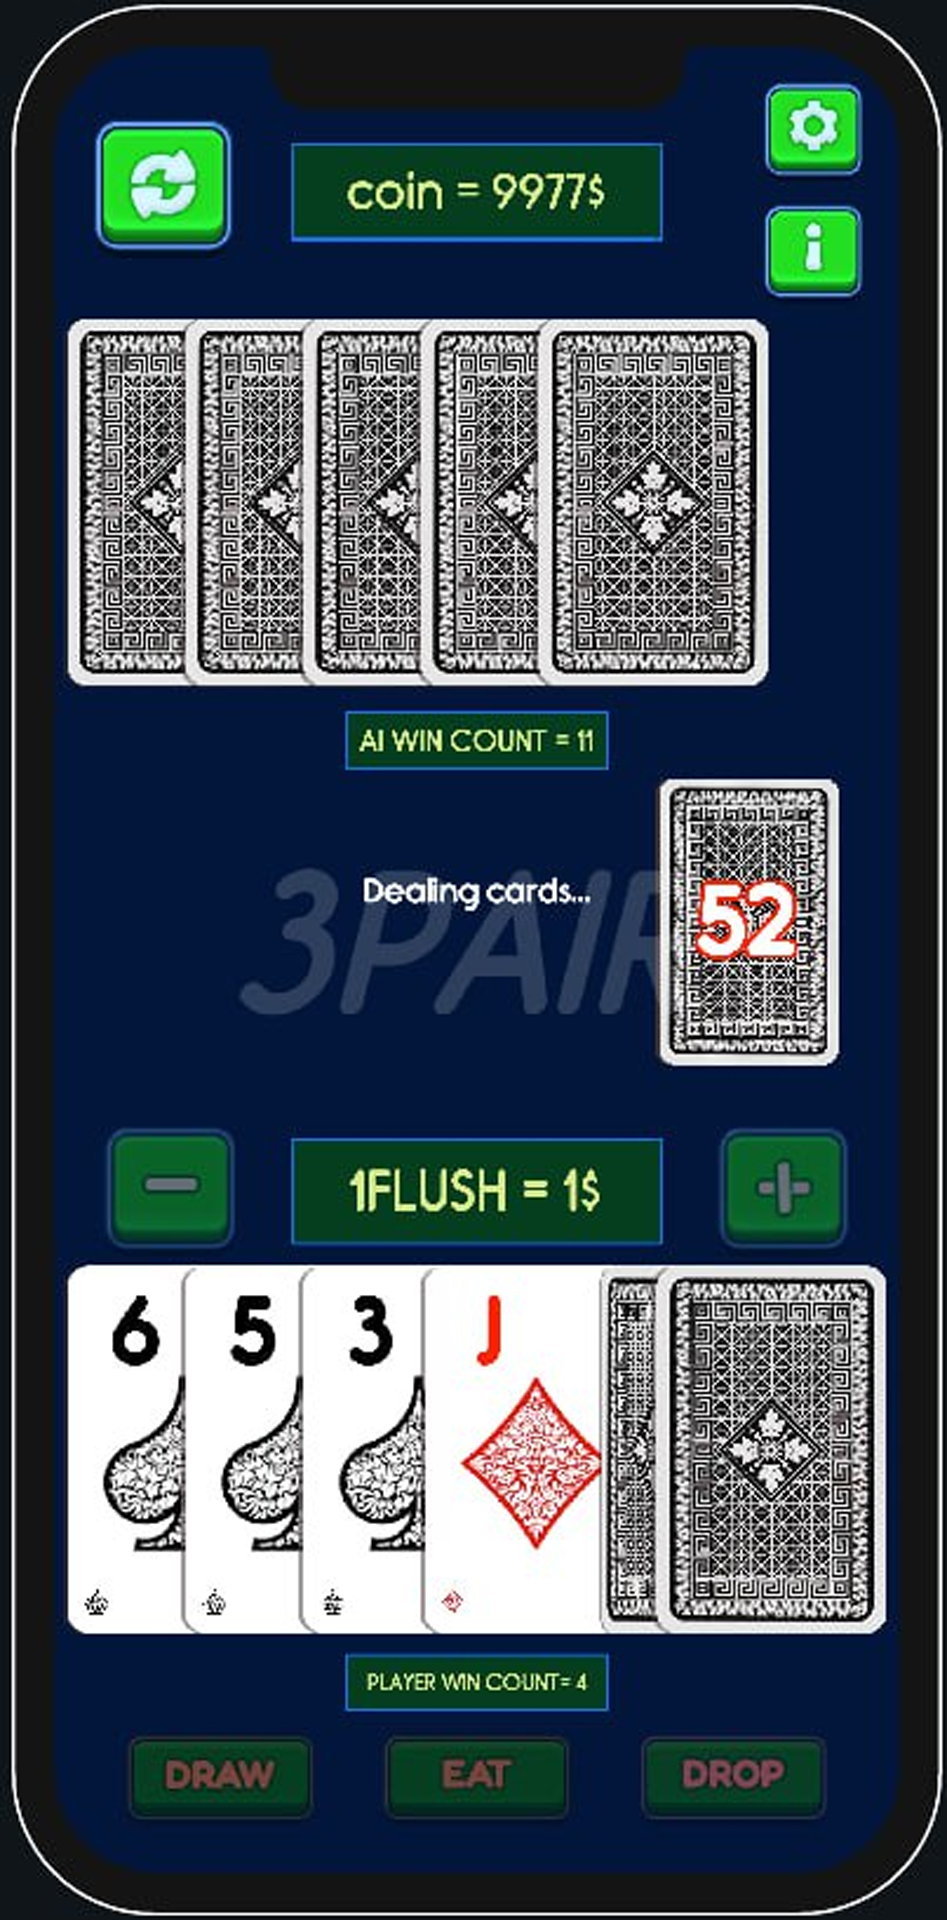 coin = 9977$
AI WIN COUNT = 11
Dealing cards...
3PAIR
52
1FLUSH = 1$
6
5
3
J
PLAYER WIN COUNT= 4
DRAW
EAT
DROP